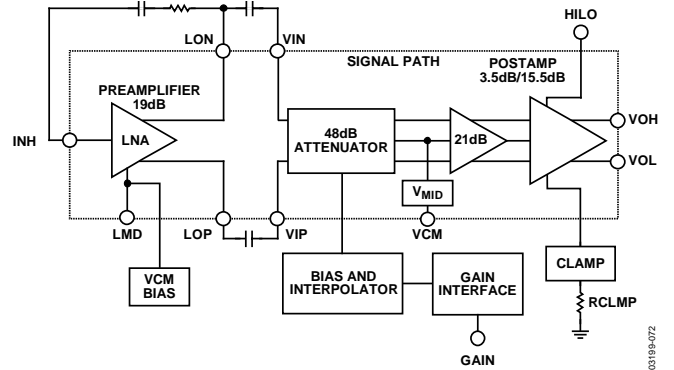 HILO
LON
VIN
SIGNAL PATH
POSTAMP
3.5dB/15.5dB
PREAMPLIFIER
19dB
INH
LNA
48dB
ATTENUATOR
21dB
VOH
VOL
VMID
LMD
LOP
VIP
VCM
VCM
BIAS
BIAS AND
INTERPOLATOR
GAIN
INTERFACE
CLAMP
RCLMP
GAIN
03199-072